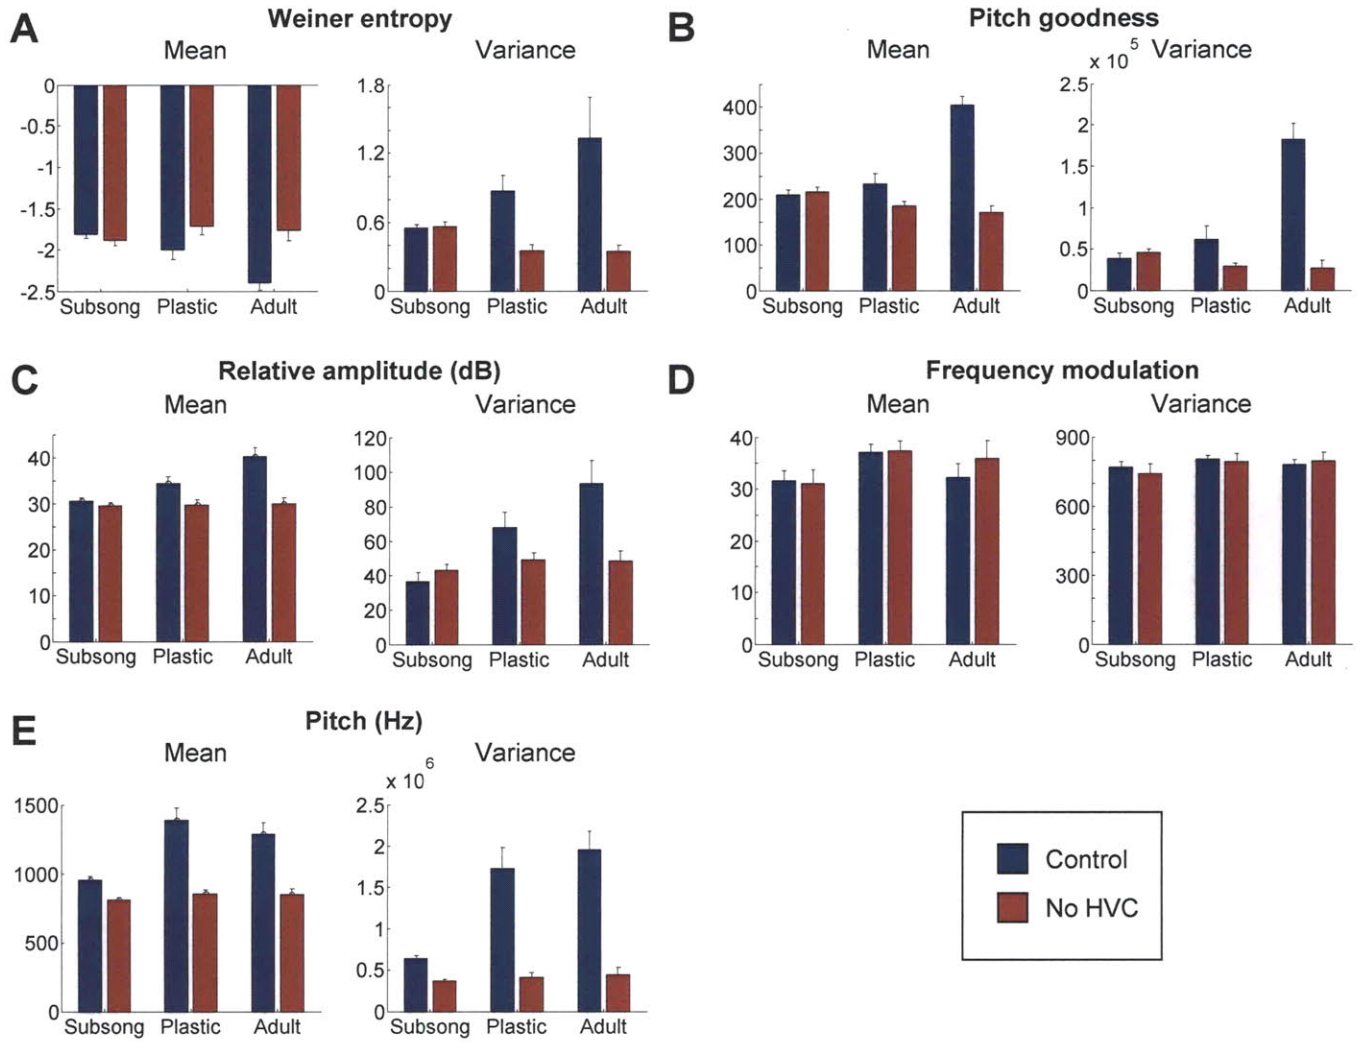 A
Weiner entropy
Mean
Variance
0
-0.5
-1
-1.5
-2
-2.5
Subsong Plastic Adult
1.8
1.2
0.6
0
Subsong Plastic Adult
B
Pitch goodness
Mean
x 10^5 Variance
400
300
200
100
0
Subsong Plastic Adult
2.5
2
1.5
1
0.5
0
Subsong Plastic Adult
C
Relative amplitude (dB)
Mean
Variance
40
30
20
10
0
Subsong Plastic Adult
120
100
80
60
40
20
0
Subsong Plastic Adult
D
Frequency modulation
Mean
Variance
40
30
20
10
0
Subsong Plastic Adult
900
600
300
0
Subsong Plastic Adult
E
Pitch (Hz)
Mean
Variance
1500
1000
500
0
Subsong Plastic Adult
x 10^6
2.5
2
1.5
1
0.5
0
Subsong Plastic Adult
Control
No HVC